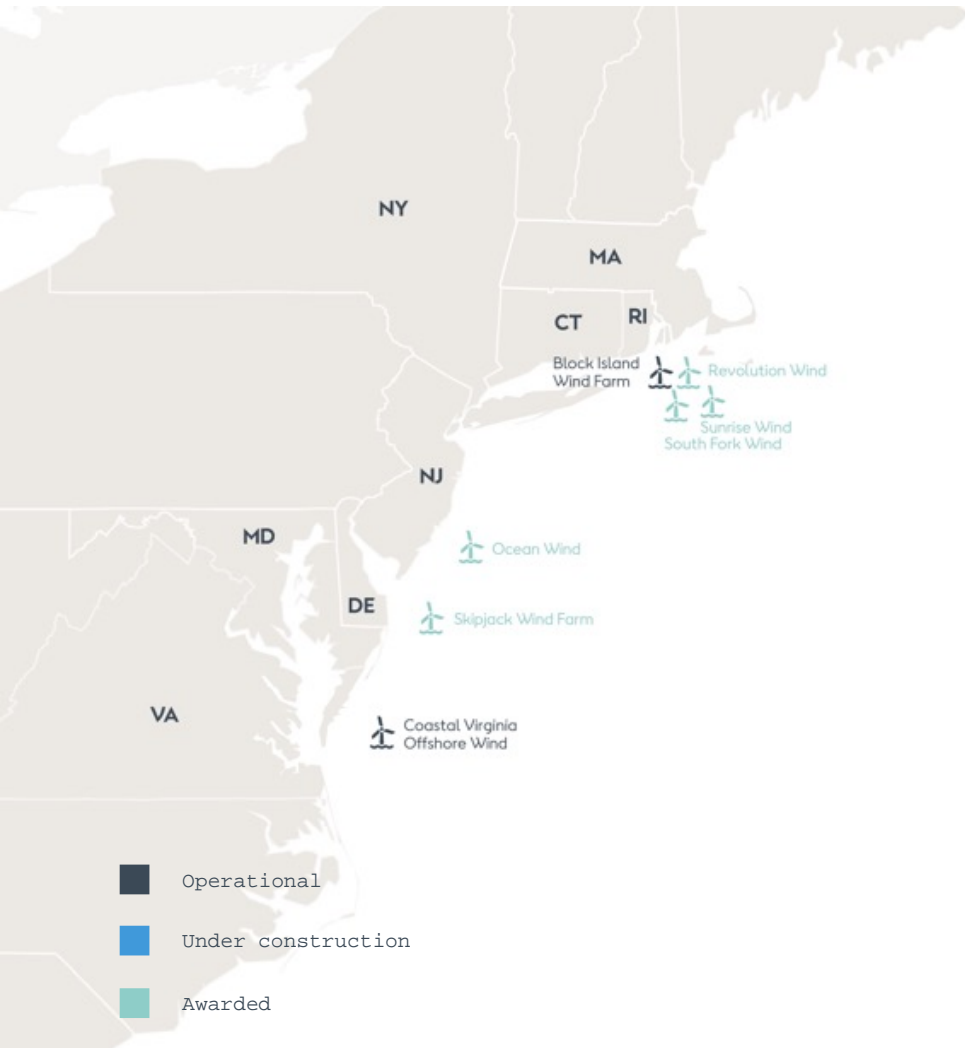 NY
MA
CT
RI
Block Island
Wind Farm
Revolution Wind
Sunrise Wind
South Fork Wind
NJ
MD
Ocean Wind
DE
Skipjack Wind Farm
VA
Coastal Virginia
Offshore Wind
Operational
Under construction
Awarded